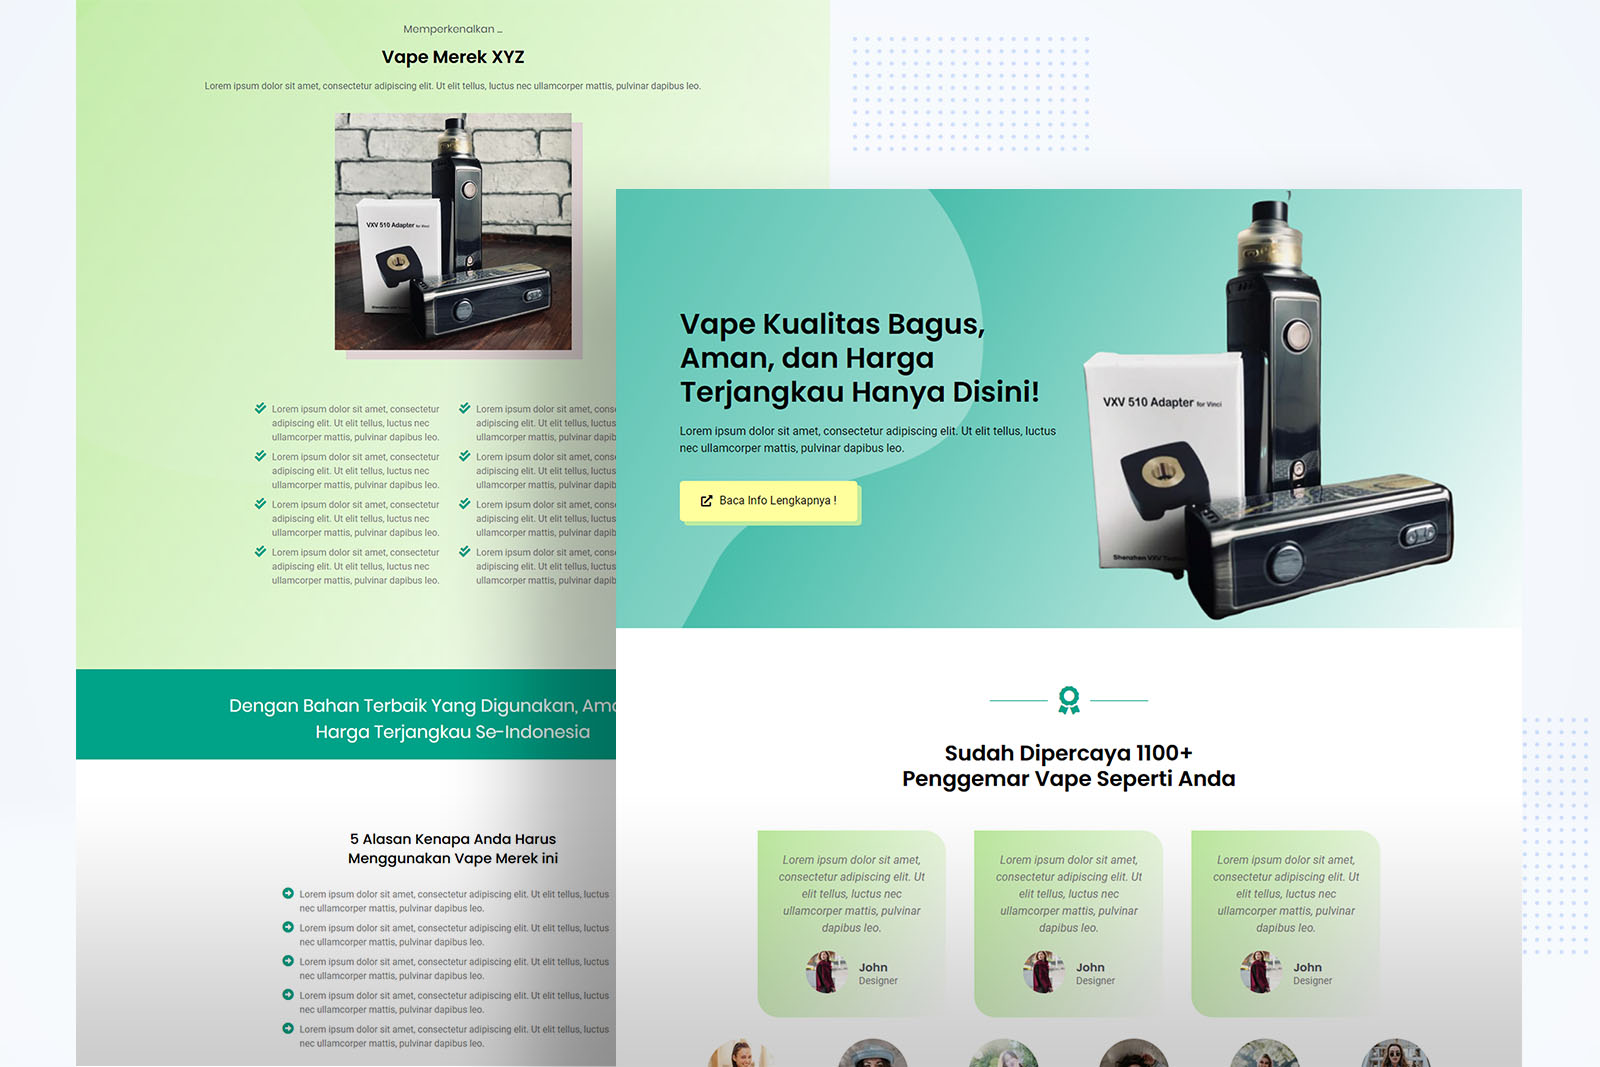 Memperkenalkan ...
Vape Merek XYZ
Lorem ipsum dolor sit amet, consectetur adipiscing elit. Ut elit tellus, luctus nec ullamcorper mattis, pulvinar dapibus leo.
VXV 510 Adapter for Vinci
Lorem ipsum dolor sit amet, consectetur
adipiscing elit. Ut elit tellus, luctus nec
ullamcorper mattis, pulvinar dapibus leo.
Lorem ipsum dolor sit amet, consectetur
adipiscing elit. Ut elit tellus, luctus nec
ullamcorper mattis, pulvinar dapibus leo.
Lorem ipsum dolor sit amet, consectetur
adipiscing elit. Ut elit tellus, luctus nec
ullamcorper mattis, pulvinar dapibus leo.
Lorem ipsum dolor sit amet, consectetur
adipiscing elit. Ut elit tellus, luctus nec
ullamcorper mattis, pulvinar dapibus leo.
Lorem ipsum dolor sit amet, cons
adipiscing elit. Ut elit tellus, luctus
ullamcorper mattis, pulvinar dapib
Lorem ipsum dolor sit amet, cons
adipiscing elit. Ut elit tellus, luctus
ullamcorper mattis, pulvinar dapib
Lorem ipsum dolor sit amet, cons
adipiscing elit. Ut elit tellus, luctus
ullamcorper mattis, pulvinar dapib
Lorem ipsum dolor sit amet, cons
adipiscing elit. Ut elit tellus, luctus
ullamcorper mattis, pulvinar dapib
Dengan Bahan Terbaik Yang Digunakan, Ama
Harga Terjangkau Se-Indonesia
5 Alasan Kenapa Anda Harus
Menggunakan Vape Merek ini
Lorem ipsum dolor sit amet, consectetur adipiscing elit. Ut elit tellus, luctus
nec ullamcorper mattis, pulvinar dapibus leo.
Lorem ipsum dolor sit amet, consectetur adipiscing elit. Ut elit tellus, luctus
nec ullamcorper mattis, pulvinar dapibus leo.
Lorem ipsum dolor sit amet, consectetur adipiscing elit. Ut elit tellus, luctus
nec ullamcorper mattis, pulvinar dapibus leo.
Lorem ipsum dolor sit amet, consectetur adipiscing elit. Ut elit tellus, luctus
nec ullamcorper mattis, pulvinar dapibus leo.
Lorem ipsum dolor sit amet, consectetur adipiscing elit. Ut elit tellus, luctus
nec ullamcorper mattis, pulvinar dapibus leo.
Vape Kualitas Bagus,
Aman, dan Harga
Terjangkau Hanya Disini!
Lorem ipsum dolor sit amet, consectetur adipiscing elit. Ut elit tellus, luctus
nec ullamcorper mattis, pulvinar dapibus leo.
Baca Info Lengkapnya !
VXV 510 Adapter for Vinci
Shenzhen VXV
Sudah Dipercaya 1100+
Penggemar Vape Seperti Anda
Lorem ipsum dolor sit amet,
consectetur adipiscing elit. Ut
elit tellus, luctus nec
ullamcorper mattis, pulvinar
dapibus leo.
John
Designer
Lorem ipsum dolor sit amet,
consectetur adipiscing elit. Ut
elit tellus, luctus nec
ullamcorper mattis, pulvinar
dapibus leo.
John
Designer
Lorem ipsum dolor sit amet,
consectetur adipiscing elit. Ut
elit tellus, luctus nec
ullamcorper mattis, pulvinar
dapibus leo.
John
Designer